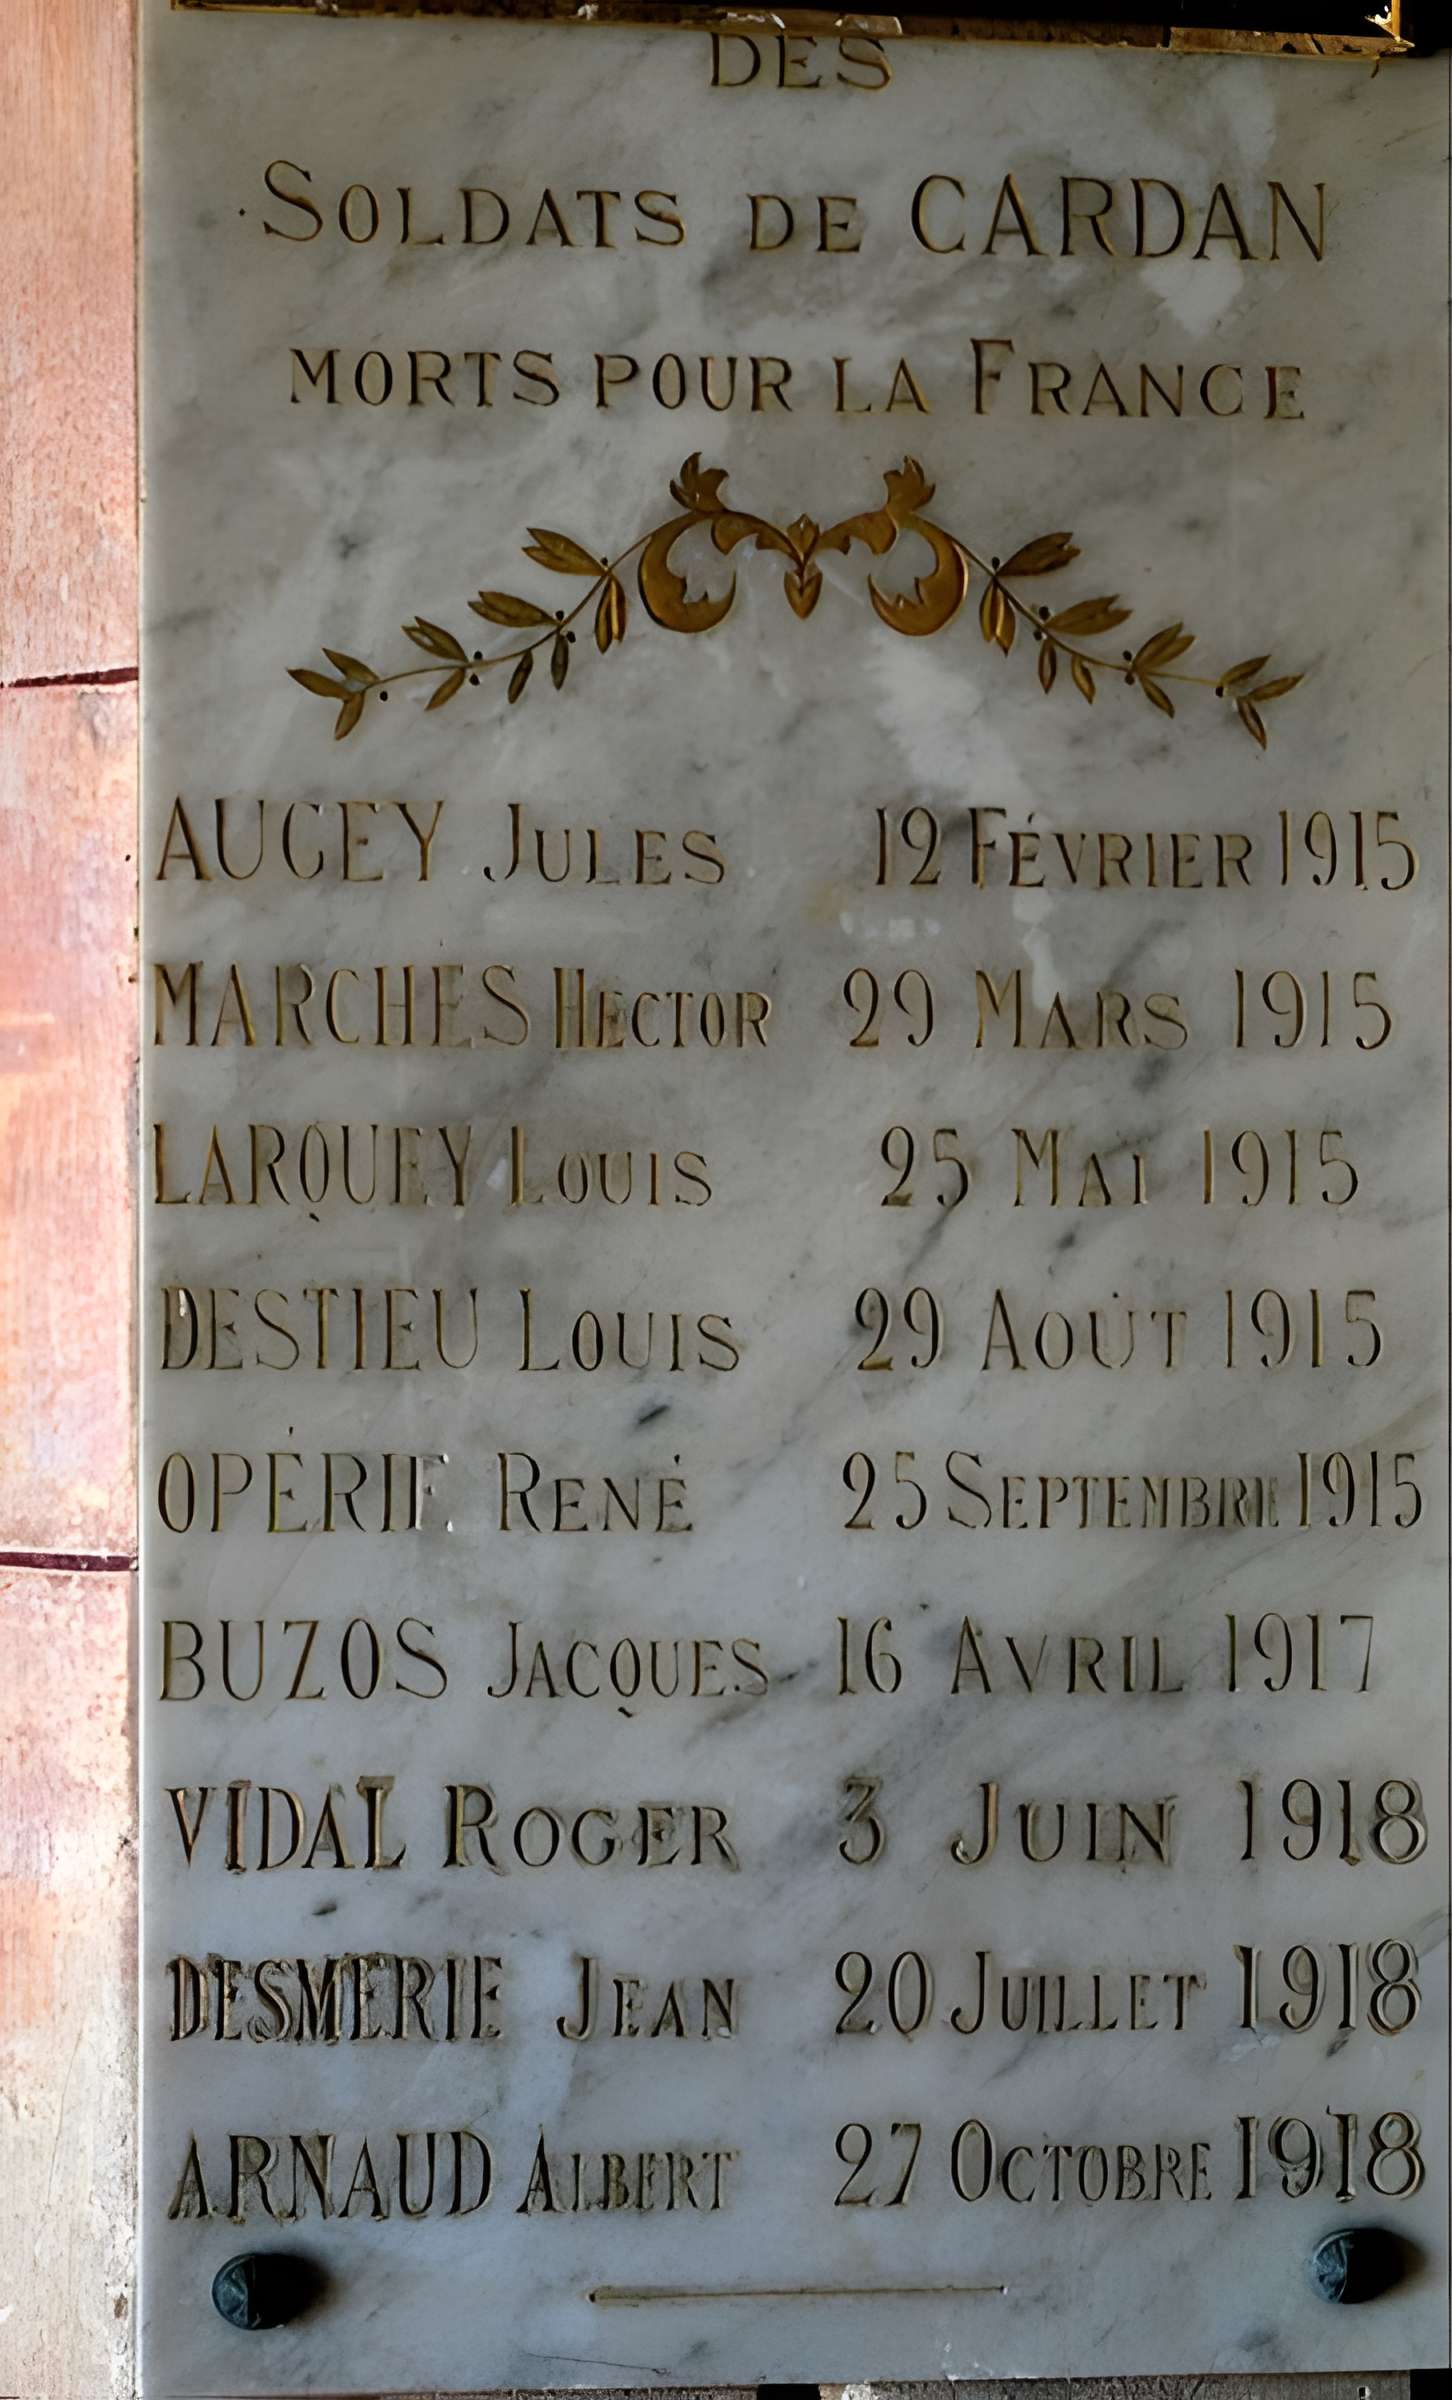 DES
SOLDATS DE CARDAN
MORTS POUR LA FRANCE
AUCEY JULES 12 FÉVRIER 1915
MARCHES HECTOR 29 MARS 1915
LARQUEY LOUIS 25 MAI 1915
DESTIEU LOUIS 29 AOÛT 1915
OPÉRIE RENÉ 25 SEPTEMBRE 1915
BUZOS JACQUES 16 AVRIL 1917
VIDAL ROGER 3 JUIN 1918
DESMERIE JEAN 20 JUILLET 1918
ARNAUD ALBERT 27 OCTOBRE 1918